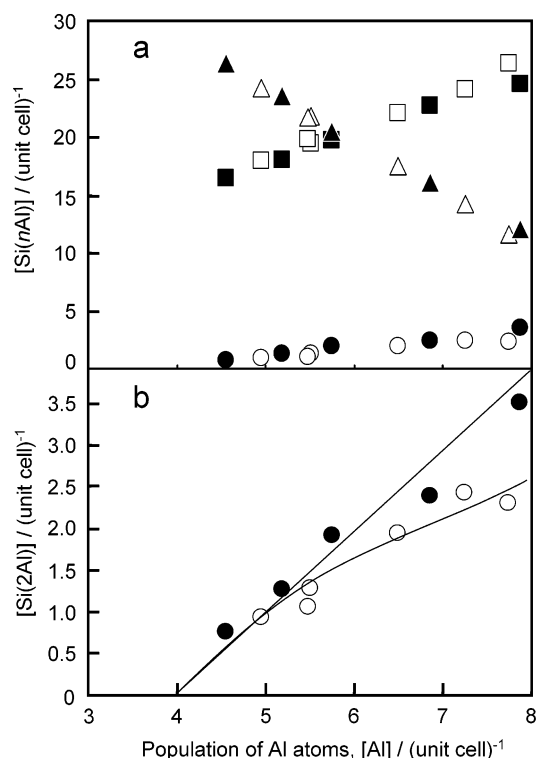 30
a
25
20
15
10
5
0
[Si(nAl)] / (unit cell)-1
b
3.5
3.0
2.5
2.0
1.5
1.0
0.5
0
[Si(2Al)] / (unit cell)-1
3 4 5 6 7 8
Population of Al atoms, [Al] / (unit cell)-1